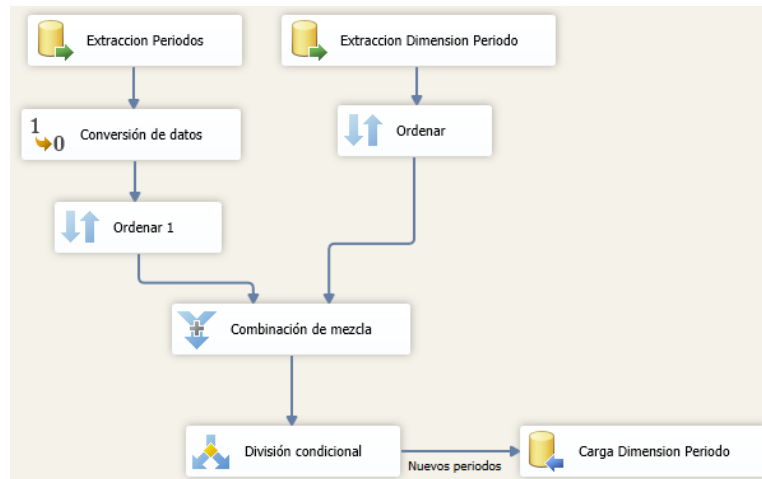 Extraccion Periodos
Extraccion Dimension Periodo
1
0
Conversión de datos
Ordenar
Ordenar 1
Combinación de mezcla
División condicional
Nuevos periodos
Carga Dimension Periodo